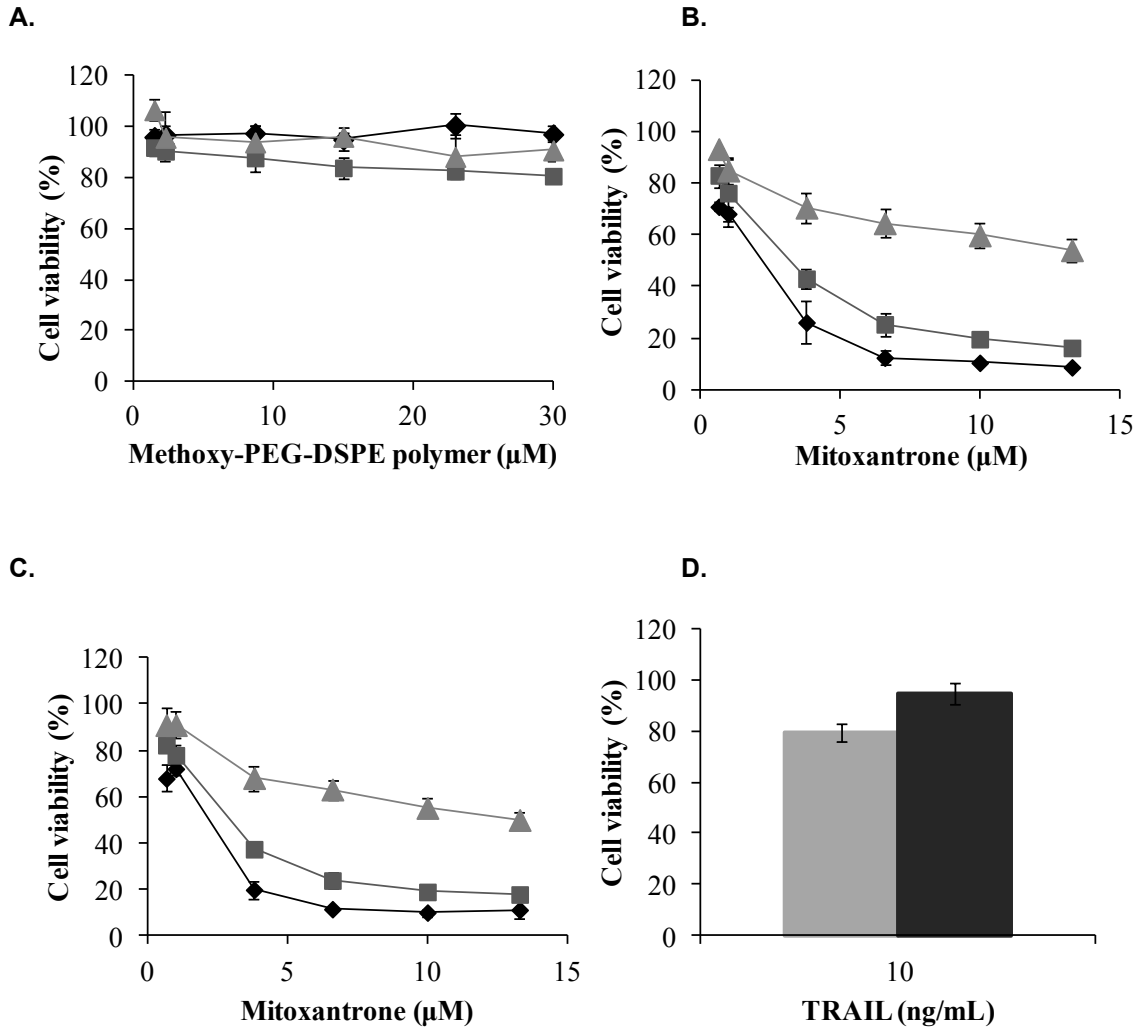 A.
120
100
80
60
40
20
0
Cell viability (%)
0 10 20 30
Methoxy-PEG-DSPE polymer (µM)
B.
120
100
80
60
40
20
0
Cell viability (%)
0 5 10 15
Mitoxantrone (µM)
C.
120
100
80
60
40
20
0
Cell viability (%)
0 5 10 15
Mitoxantrone (µM)
D.
120
100
80
60
40
20
0
Cell viability (%)
10
TRAIL (ng/mL)